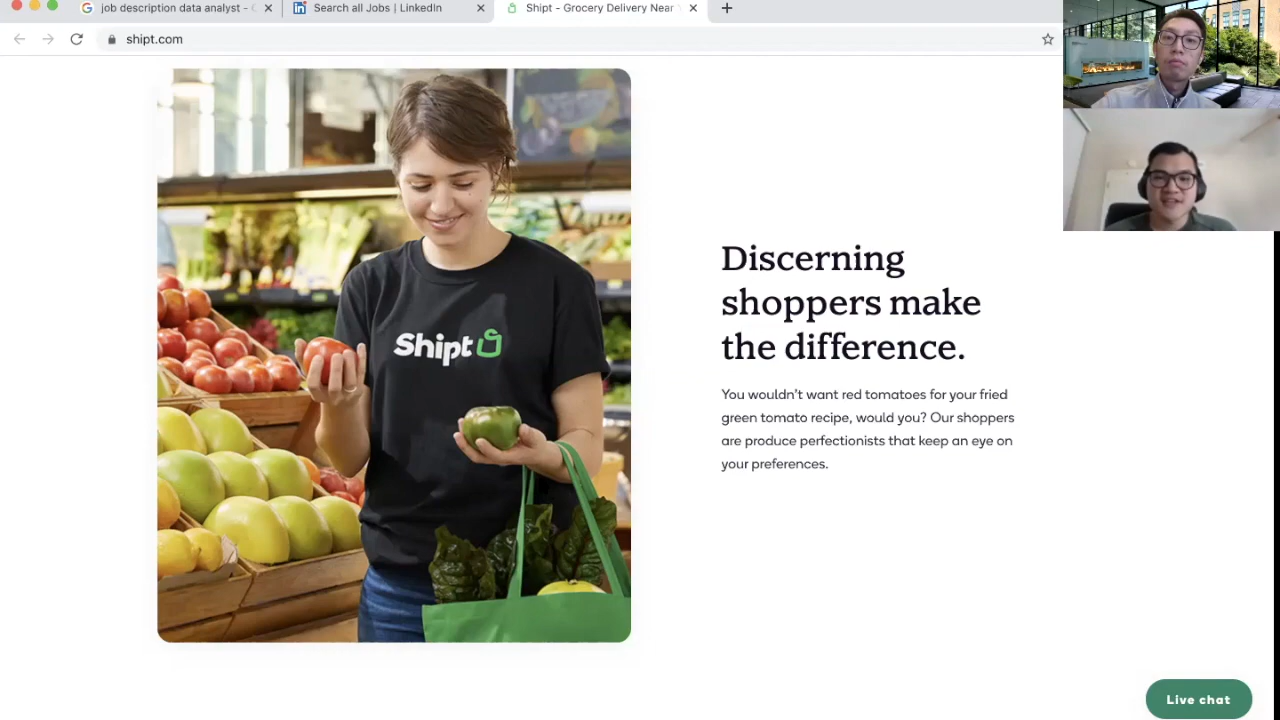 job description data analyst -
Search all Jobs | LinkedIn
Shipt - Grocery Delivery Near
shipt.com
Shipt
Discerning
shoppers make
the difference.
You wouldn't want red tomatoes for your fried
green tomato recipe, would you? Our shoppers
are produce perfectionists that keep an eye on
your preferences.
Live chat